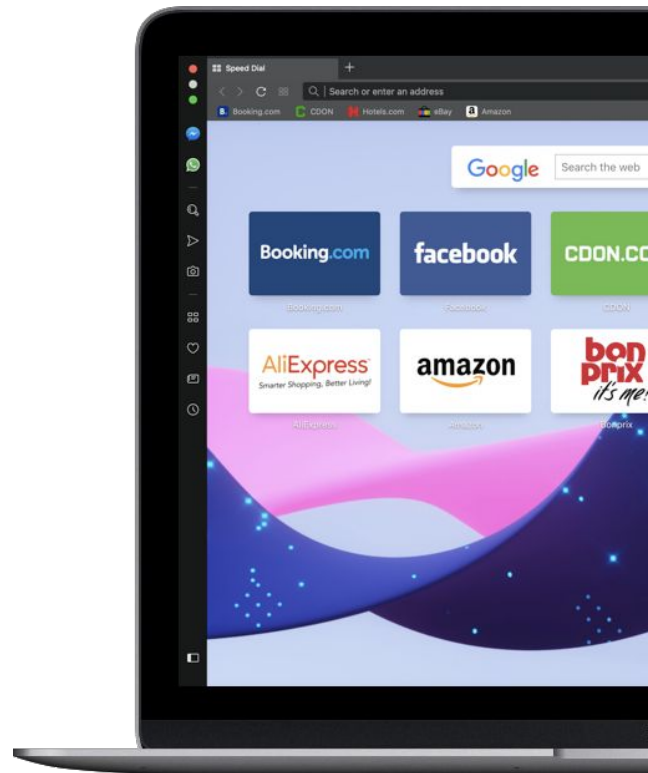 Speed Dial
Search or enter an address
Booking.com CDON Hotels.com eBay Amazon
Google Search the web
Booking.com facebook CDON.CO
Booking.com Facebook CDON
AliExpress amazon bon
prix
Smarter Shopping, Better Living! it's me!
AliExpress Amazon Bonprix